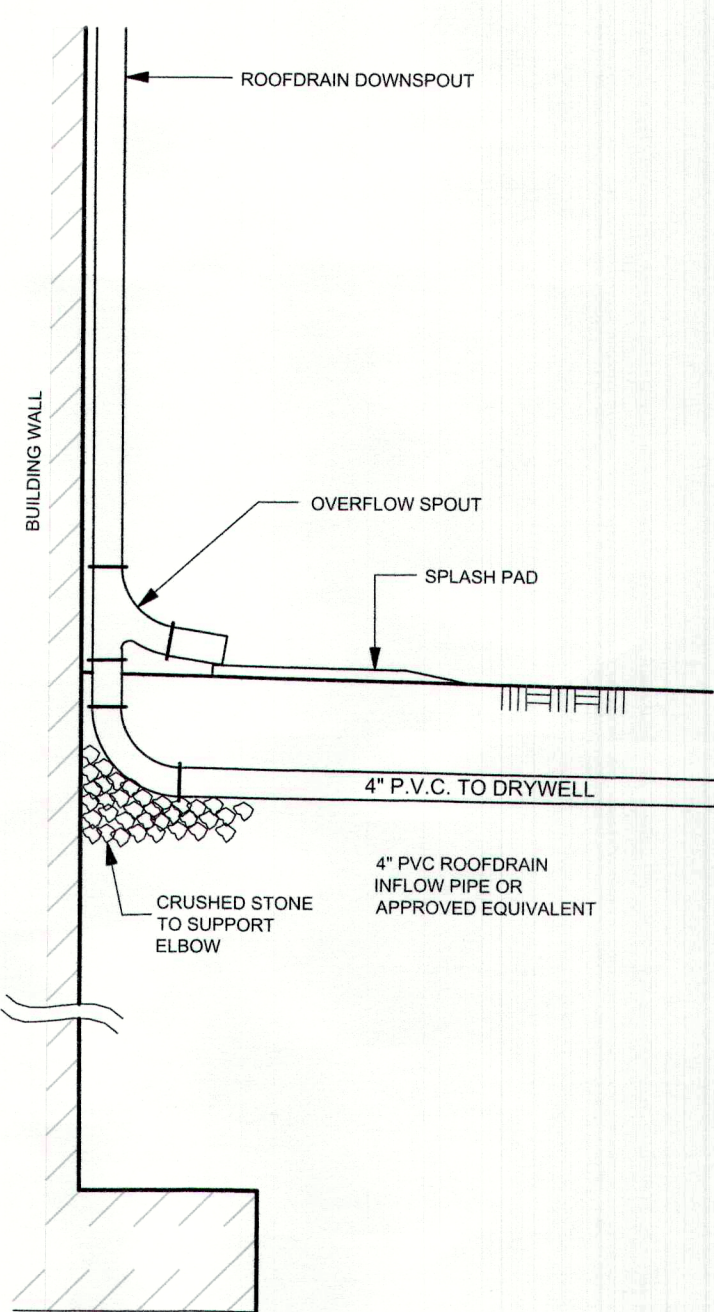 ROOFDRAIN DOWNSPOUT
BUILDING WALL
OVERFLOW SPOUT
SPLASH PAD
4" P.V.C. TO DRYWELL
4" PVC ROOFDRAIN
INFLOW PIPE OR
APPROVED EQUIVALENT
CRUSHED STONE
TO SUPPORT
ELBOW